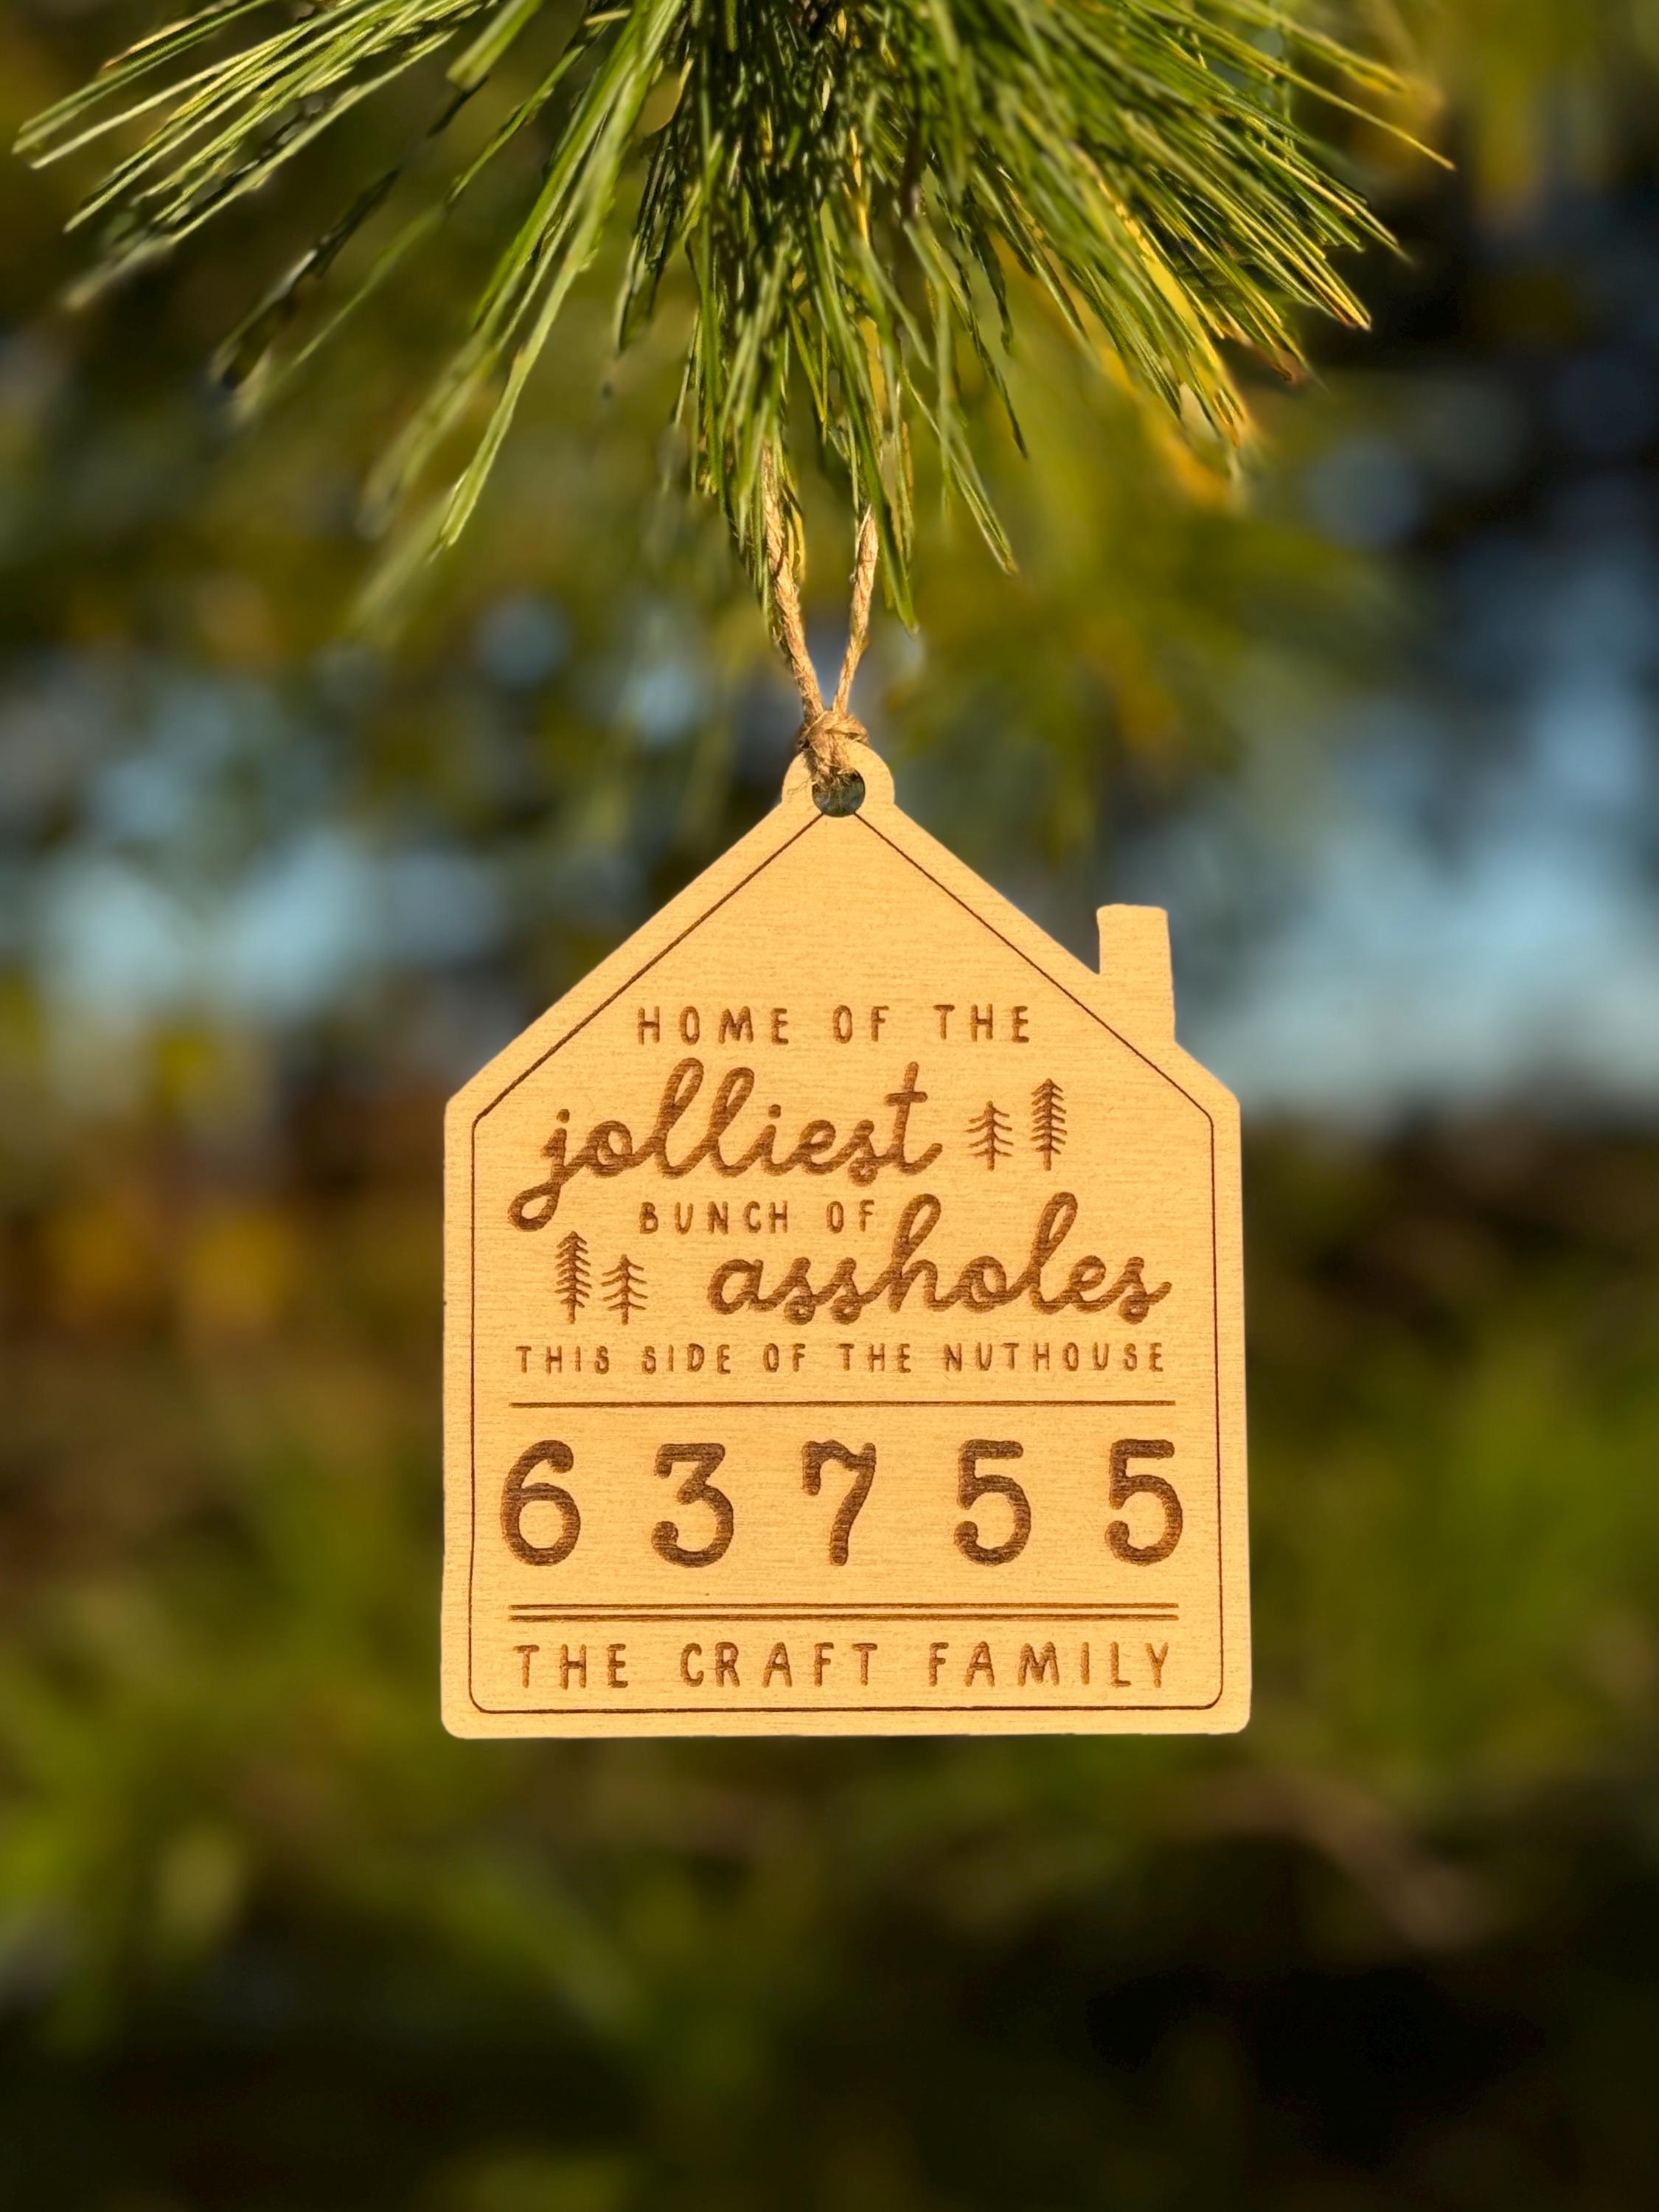 HOME OF THE
jolliest
BUNCH OF
assholes
THIS SIDE OF THE NUTHOUSE
63755
THE CRAFT FAMILY